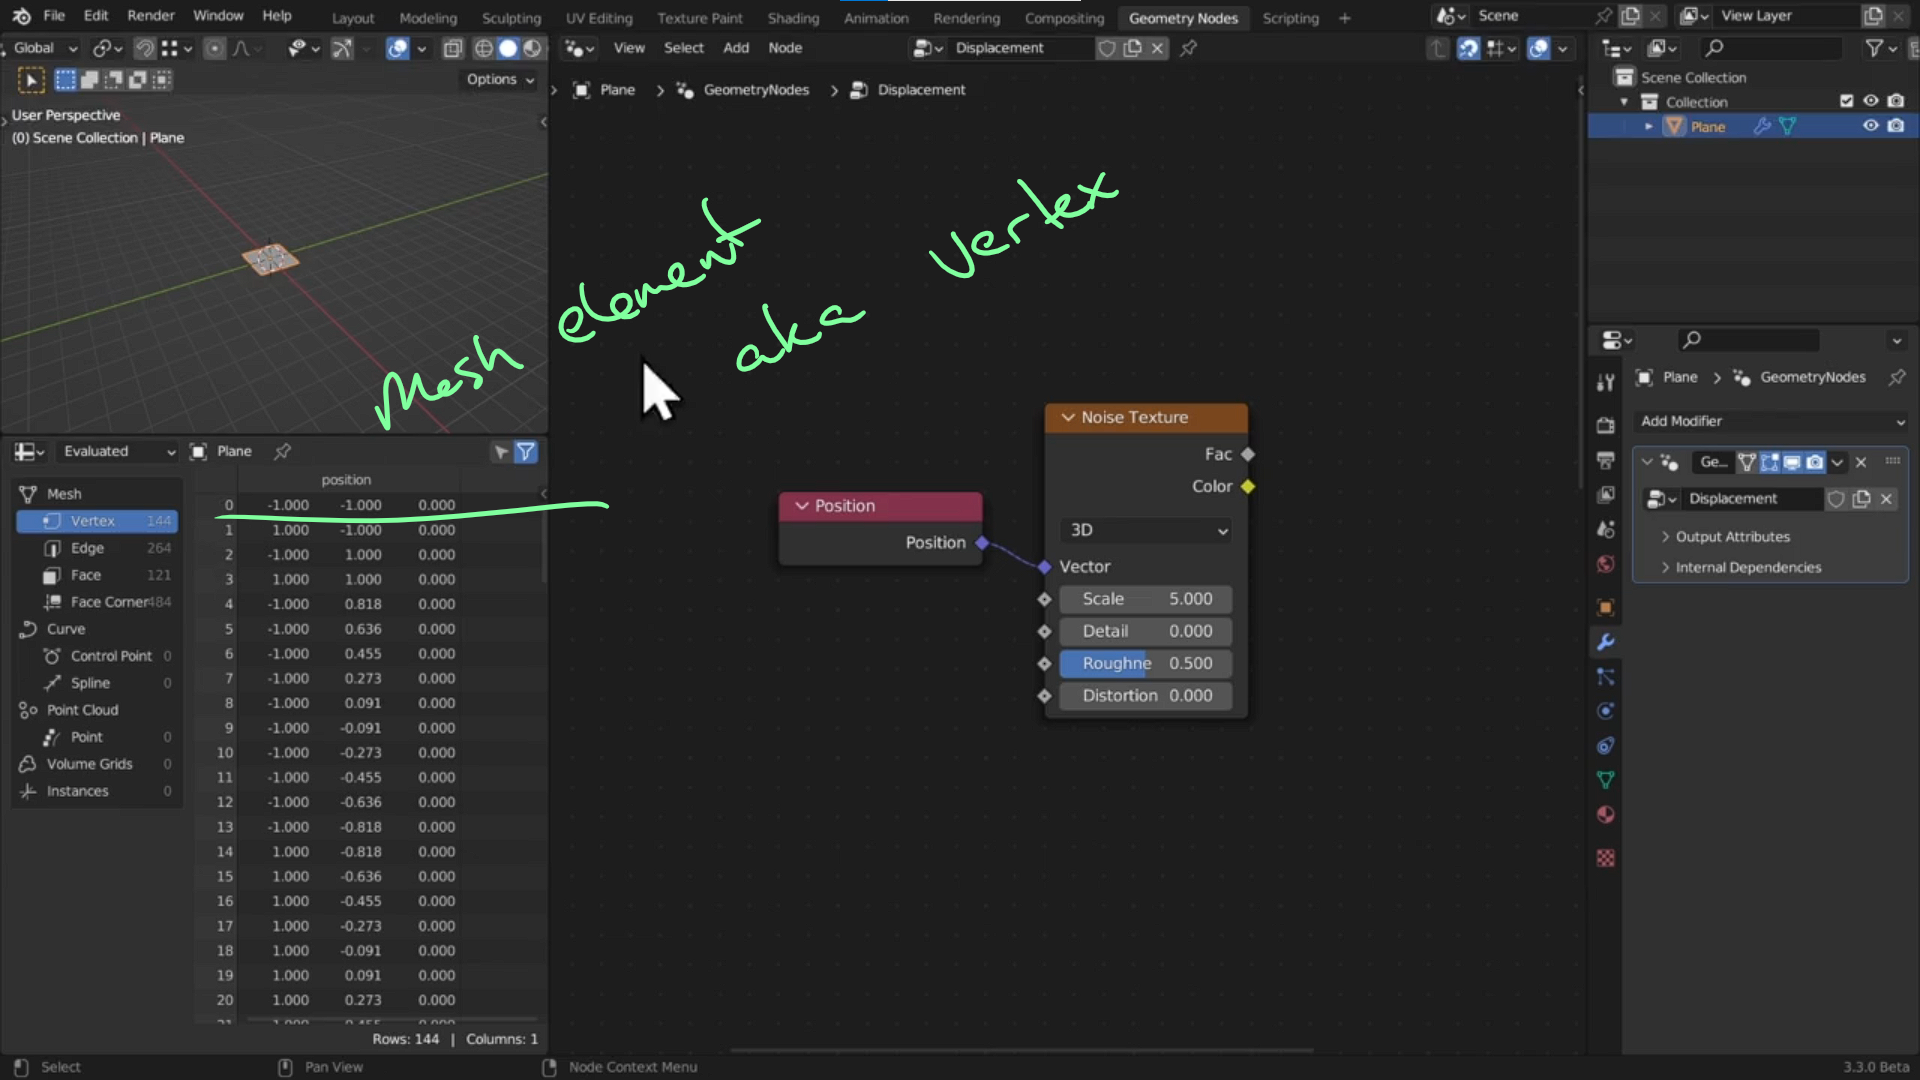 File Edit Render Window Help Layout Modeling Sculpting UV Editing Texture Paint Shading Animation Rendering Compositing Geometry Nodes Scripting + Scene View Layer
Global View Select Add Node Displacement
Options
Plane > GeometryNodes > Displacement
User Perspective
(0) Scene Collection | Plane
Scene Collection
Collection
Plane
Mesh element
aka Vertex
Plane > GeometryNodes
Add Modifier
Ge...
Displacement
Output Attributes
Internal Dependencies
Evaluated Plane
Mesh
Vertex 144
Edge 264
Face 121
Face Corner 484
Curve
Control Point 0
Spline 0
Point Cloud
Point 0
Volume Grids 0
Instances 0
position
0 -1.000 -1.000 0.000
1 1.000 -1.000 0.000
2 -1.000 1.000 0.000
3 1.000 1.000 0.000
4 -1.000 0.818 0.000
5 -1.000 0.636 0.000
6 -1.000 0.455 0.000
7 -1.000 0.273 0.000
8 -1.000 0.091 0.000
9 -1.000 -0.091 0.000
10 -1.000 -0.273 0.000
11 -1.000 -0.455 0.000
12 -1.000 -0.636 0.000
13 -1.000 -0.818 0.000
14 1.000 -0.818 0.000
15 1.000 -0.636 0.000
16 1.000 -0.455 0.000
17 1.000 -0.273 0.000
18 1.000 -0.091 0.000
19 1.000 0.091 0.000
20 1.000 0.273 0.000
Rows: 144 | Columns: 1
Position
Position
Noise Texture
Fac
Color
3D
Vector
Scale 5.000
Detail 0.000
Roughne 0.500
Distortion 0.000
Select Pan View Node Context Menu 3.3.0 Beta